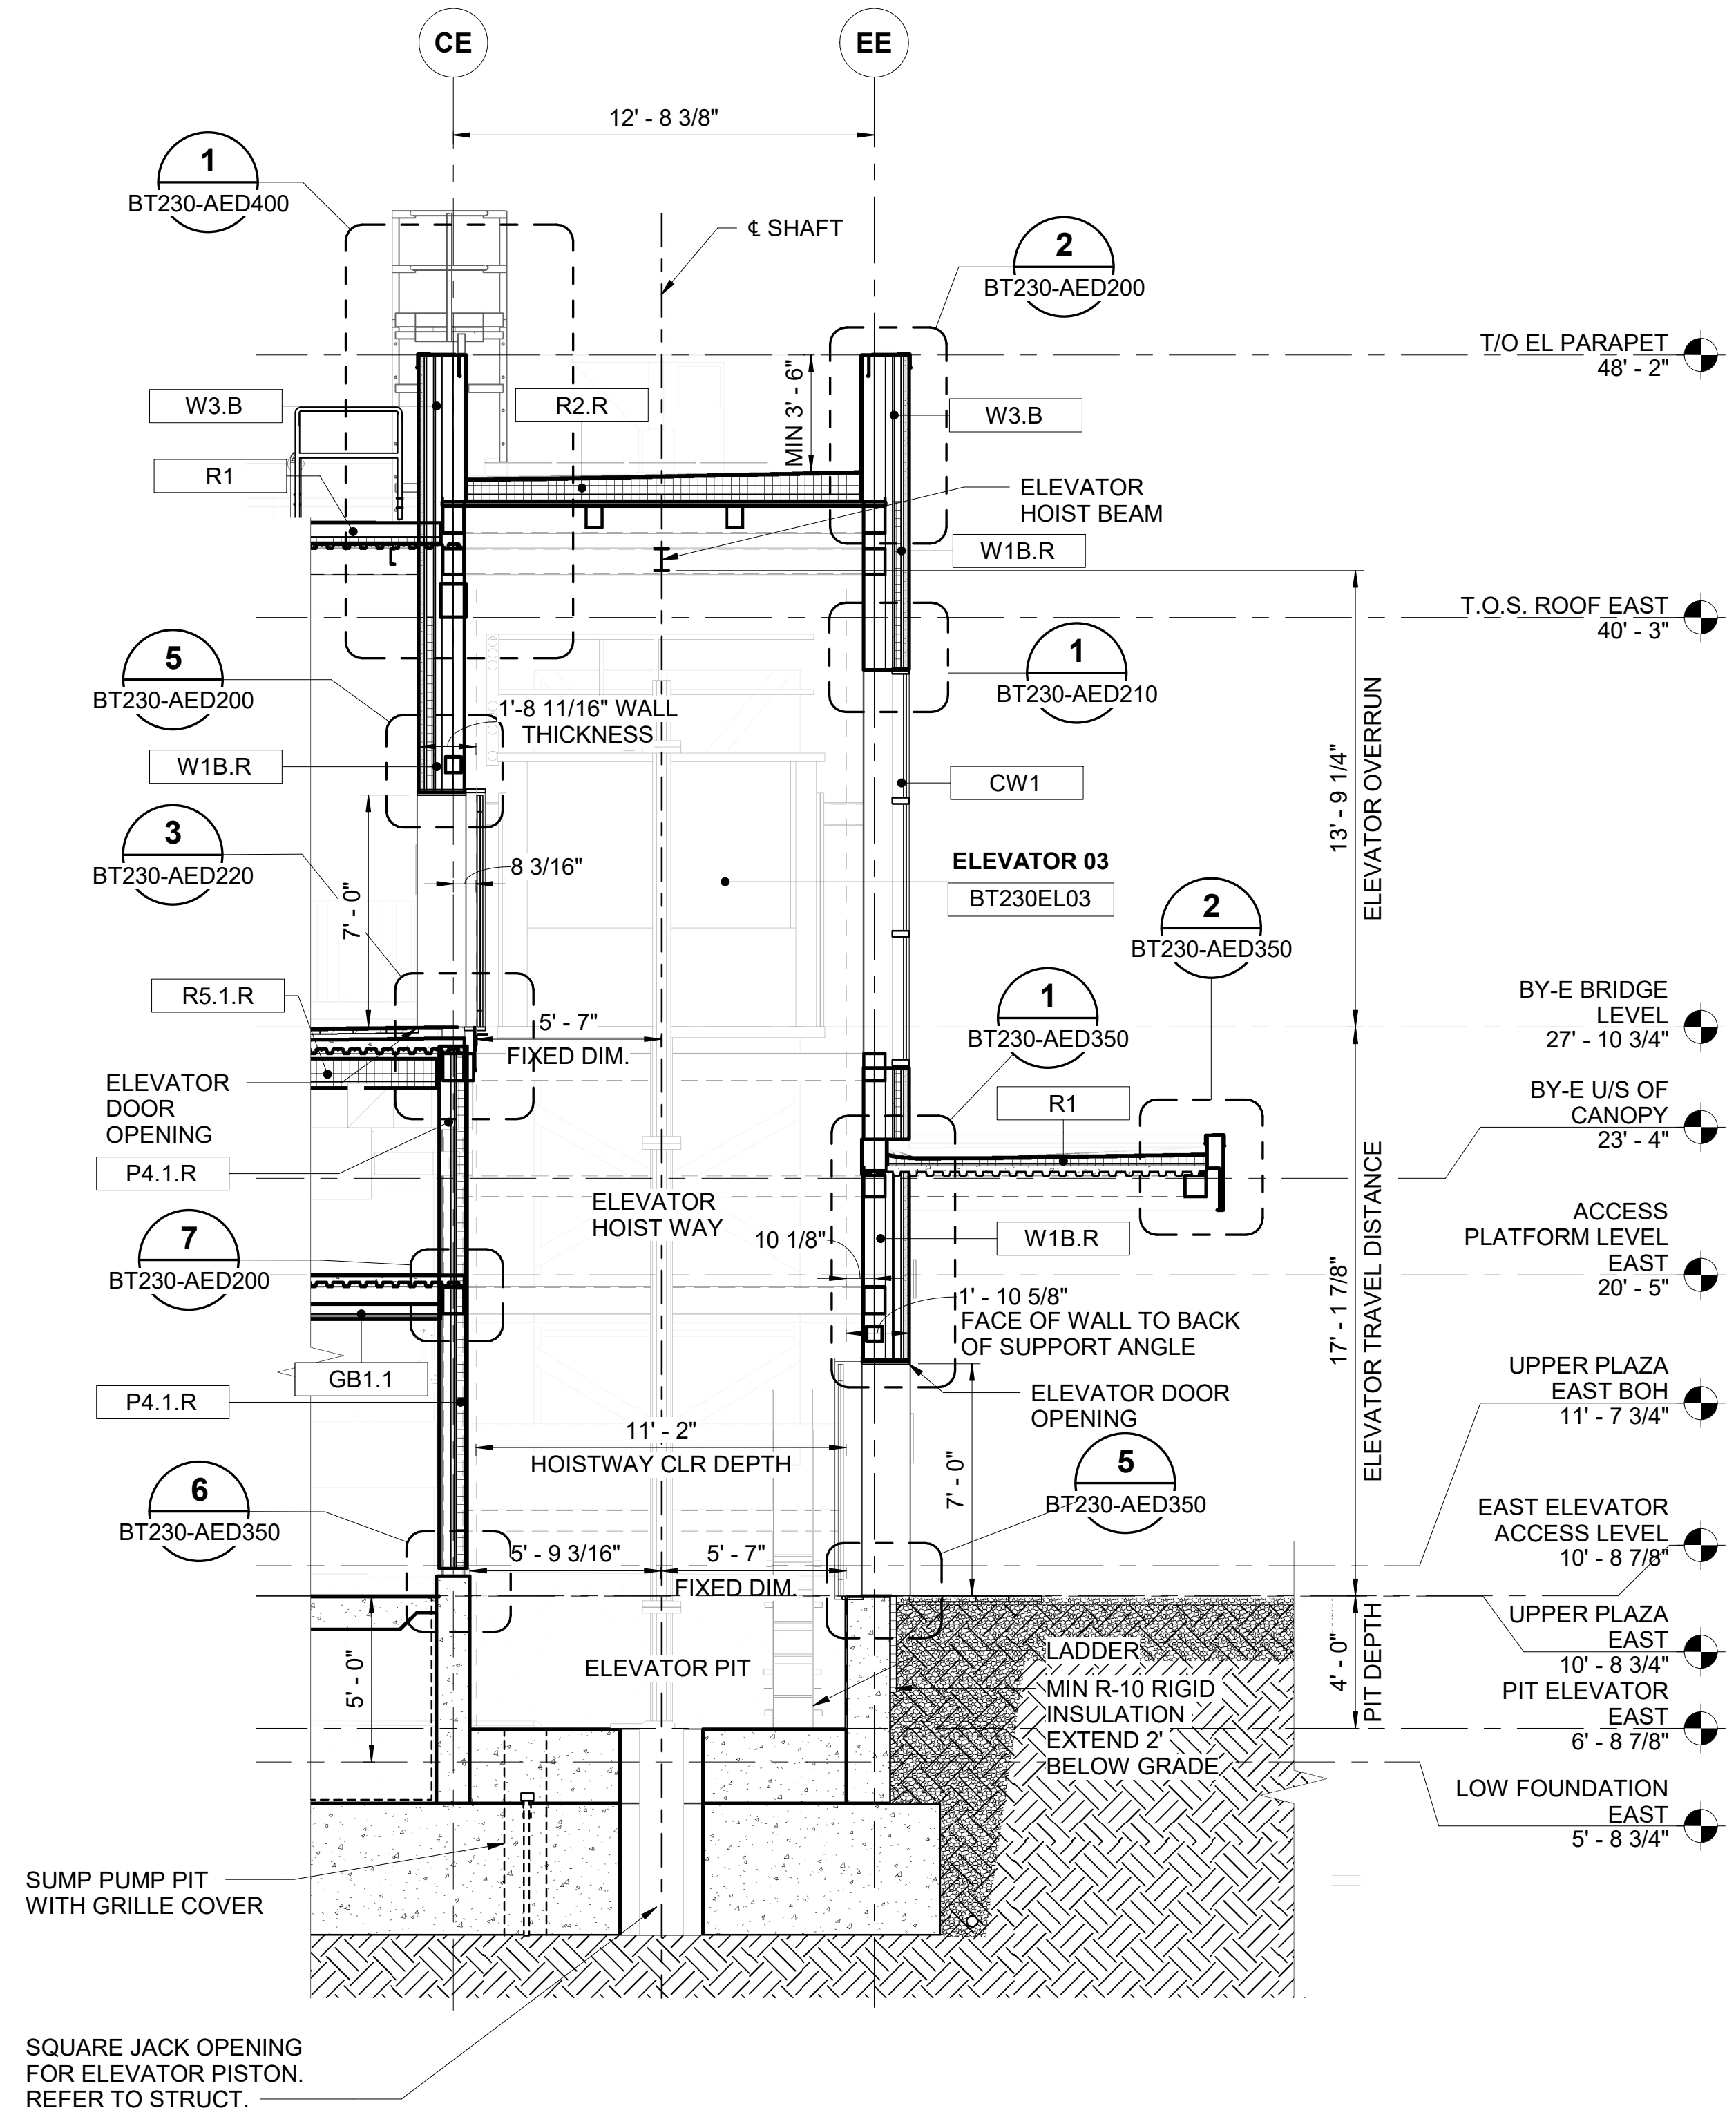 CE
EE
12' - 8 3/8"
1
BT230-AED400
℄ SHAFT
2
BT230-AED200
T/O EL PARAPET
48' - 2"
W3.B
R2.R
MIN 3' - 6"
W3.B
R1
ELEVATOR
HOIST BEAM
W1B.R
T.O.S. ROOF EAST
40' - 3"
5
BT230-AED200
1
BT230-AED210
1'-8 11/16" WALL
THICKNESS
W1B.R
CW1
13' - 9 1/4"
ELEVATOR OVERRUN
3
BT230-AED220
8 3/16"
7' - 0"
ELEVATOR 03
BT230EL03
2
BT230-AED350
R5.1.R
5' - 7"
FIXED DIM.
1
BT230-AED350
BY-E BRIDGE
LEVEL
27' - 10 3/4"
ELEVATOR
DOOR
OPENING
R1
BY-E U/S OF
CANOPY
23' - 4"
P4.1.R
ELEVATOR
HOIST WAY
10 1/8"
W1B.R
17' - 1 7/8"
ELEVATOR TRAVEL DISTANCE
ACCESS
PLATFORM LEVEL
EAST
20' - 5"
7
BT230-AED200
1' - 10 5/8"
FACE OF WALL TO BACK
OF SUPPORT ANGLE
GB1.1
P4.1.R
ELEVATOR DOOR
OPENING
UPPER PLAZA
EAST BOH
11' - 7 3/4"
11' - 2"
HOISTWAY CLR DEPTH
7' - 0"
6
BT230-AED350
5
BT230-AED350
EAST ELEVATOR
ACCESS LEVEL
10' - 8 7/8"
5' - 9 3/16"
5' - 7"
FIXED DIM.
5' - 0"
ELEVATOR PIT
LADDER
MIN R-10 RIGID
INSULATION
EXTEND 2'
BELOW GRADE
4' - 0"
PIT DEPTH
UPPER PLAZA
EAST
10' - 8 3/4"
PIT ELEVATOR
EAST
6' - 8 7/8"
LOW FOUNDATION
EAST
5' - 8 3/4"
SUMP PUMP PIT
WITH GRILLE COVER
SQUARE JACK OPENING
FOR ELEVATOR PISTON.
REFER TO STRUCT.